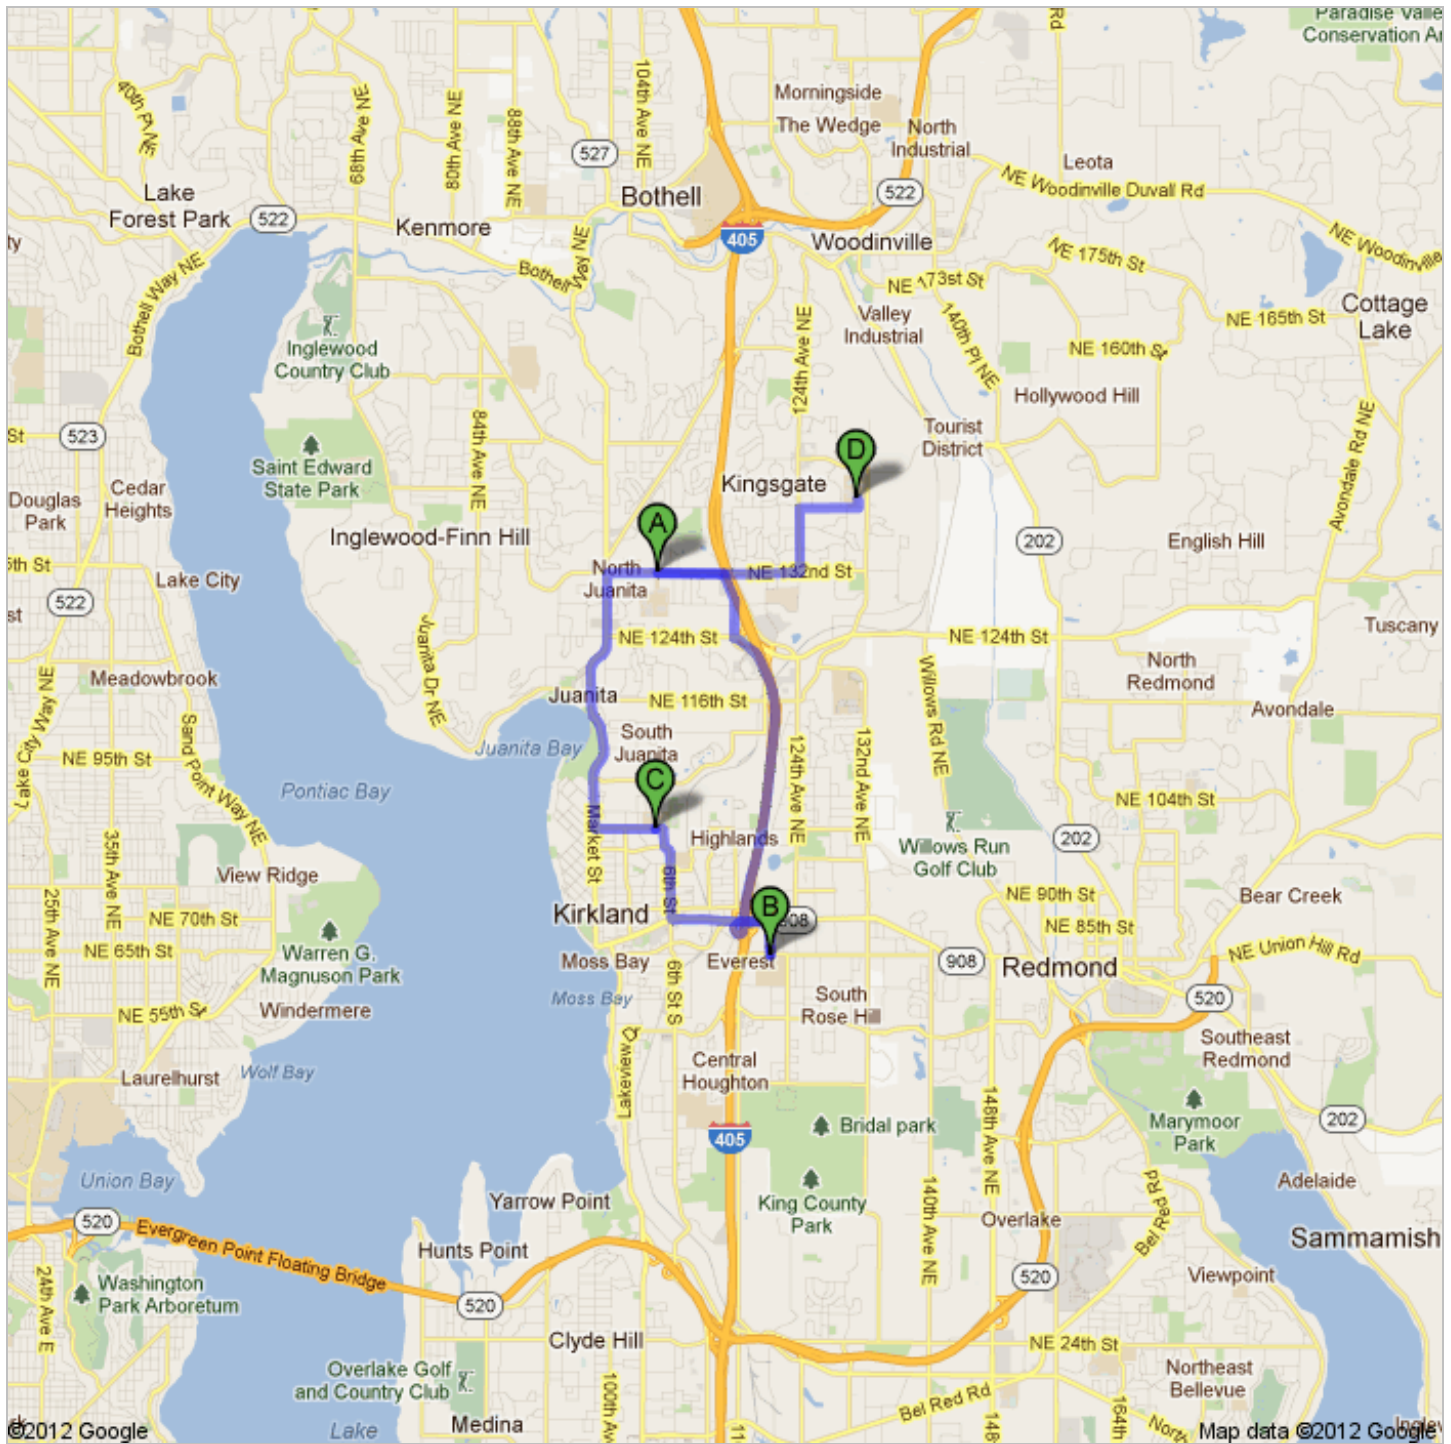 Paradise Valle
Conservation Ar
Rd
40th Pl NE
68th Ave NE
80th Ave NE
88th Ave NE
104th Ave NE
Morningside
The Wedge
North
Industrial
Leota
527
Lake
Forest Park
522
Kenmore
Bothell
522
NE Woodinville Duvall Rd
ty
Bothell Way NE
Bothell
Way NE
405
Woodinville
NE 175th St
NE Woodinville
NE 173st St
Inglewood
Country Club
124th Ave NE
Valley
Industrial
140th Pl NE
NE 165th St
Cottage
Lake
NE 160th St
Hollywood Hill
St
523
84th Ave NE
Tourist
District
Avondale Rd NE
Saint Edward
State Park
D
Kingsgate
Douglas
Park
Cedar
Heights
A
Inglewood-Finn Hill
202
English Hill
5th St
Lake City
North
Juanita
NE 132nd St
522
st
Juanita Dr NE
NE 124th St
NE 124th St
Tuscany
Meadowbrook
Lake City Way NE
Juanita
NE 116th St
Willows Rd NE
North
Redmond
Avondale
Sand Point Way NE
NE 95th St
South
Juanita
Juanita Bay
124th Ave NE
132nd Ave NE
Pontiac Bay
C
NE 104th St
35th Ave NE
Market St
Highlands
Willows Run
Golf Club
202
View Ridge
6th St
NE 90th St
Bear Creek
25th Ave NE
NE 70th St
Kirkland
B
908
NE 85th St
NE 65th St
Warren G.
Magnuson Park
Moss Bay
Everest
908
Redmond
NE Union Hill Rd
Windermere
Moss Bay
6th St S
South
Rose Hill
520
NE 55th St
Southeast
Redmond
Wolf Bay
Laurelhurst
Lakeview
Central
Houghton
148th Ave NE
Marymoor
Park
202
405
Bridal park
Union Bay
Yarrow Point
King County
Park
140th Ave NE
Bel Red Rd
Adelaide
520
Evergreen Point Floating Bridge
Hunts Point
Overlake
Sammamish
24th Ave E
Washington
Park Arboretum
520
520
Viewpoint
Clyde Hill
NE 24th St
Overlake Golf
and Country Club
100th Av
Northeast
Bellevue
Bel Red Rd
Medina
11
148
164th
North
©2012 Google
Lake
Map data ©2012 Google